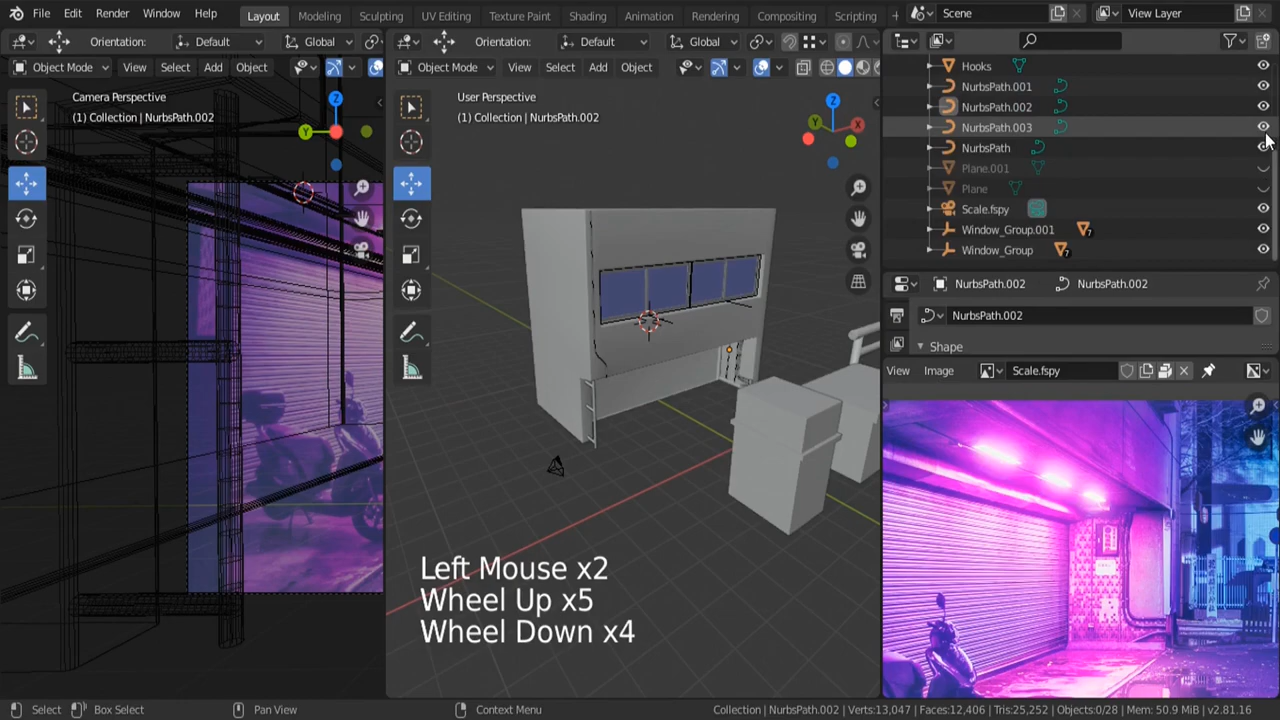 File Edit Render Window Help Layout Modeling Sculpting UV Editing Texture Paint Shading Animation Rendering Compositing Scripting + Scene View Layer
Orientation: Default Global
Orientation: Default Global
Object Mode View Select Add Object
Object Mode View Select Add Object
Camera Perspective
(1) Collection | NurbsPath.002
User Perspective
(1) Collection | NurbsPath.002
Z
Y
Z
Y
X
Left Mouse x2
Wheel Up x5
Wheel Down x4
Hooks
NurbsPath.001
NurbsPath.002
NurbsPath.003
NurbsPath
Plane.001
Plane
Scale.fspy
Window_Group.001 7
Window_Group 7
NurbsPath.002 NurbsPath.002
NurbsPath.002
Shape
View Image Scale.fspy
Select Box Select Pan View Context Menu Collection | NurbsPath.002 | Verts:13,047 | Faces:12,406 | Tris:25,252 | Objects:0/28 | Mem: 50.9 MiB | v2.81.16